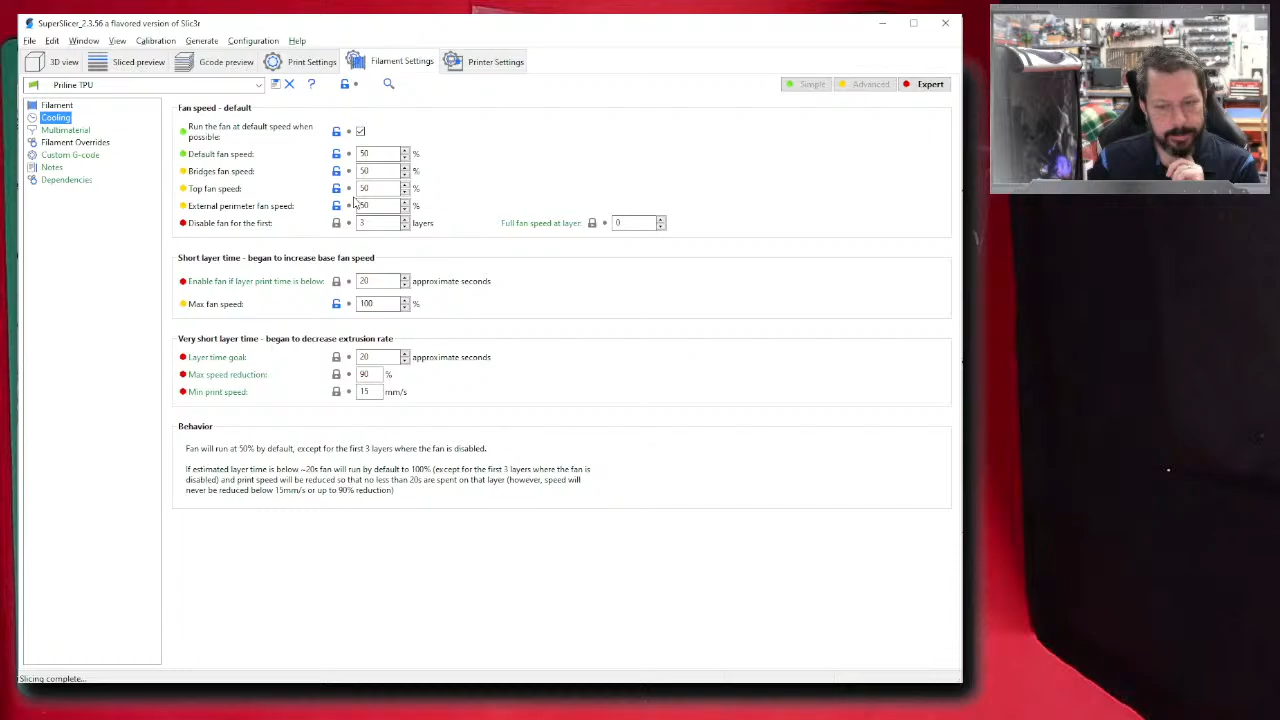 SuperSlicer_2.3.56 a flavored version of Slic3r
File Edit Window View Calibration Generate Configuration Help
3D view Sliced preview Gcode preview Print Settings Filament Settings Printer Settings
Priline TPU
?
Simple Advanced Expert
Filament
Cooling
Multimaterial
Filament Overrides
Custom G-code
Notes
Dependencies
Fan speed - default
Run the fan at default speed when
possible:
Default fan speed: 50 %
Bridges fan speed: 50 %
Top fan speed: 50 %
External perimeter fan speed: 50 %
Disable fan for the first: 3 layers Full fan speed at layer: 0
Short layer time - began to increase base fan speed
Enable fan if layer print time is below: 20 approximate seconds
Max fan speed: 100 %
Very short layer time - began to decrease extrusion rate
Layer time goal: 20 approximate seconds
Max speed reduction: 90 %
Min print speed: 15 mm/s
Behavior
Fan will run at 50% by default, except for the first 3 layers where the fan is disabled.
If estimated layer time is below ~20s fan will run by default to 100% (except for the first 3 layers where the fan is
disabled) and print speed will be reduced so that no less than 20s are spent on that layer (however, speed will
never be reduced below 15mm/s or up to 90% reduction)
Slicing complete...